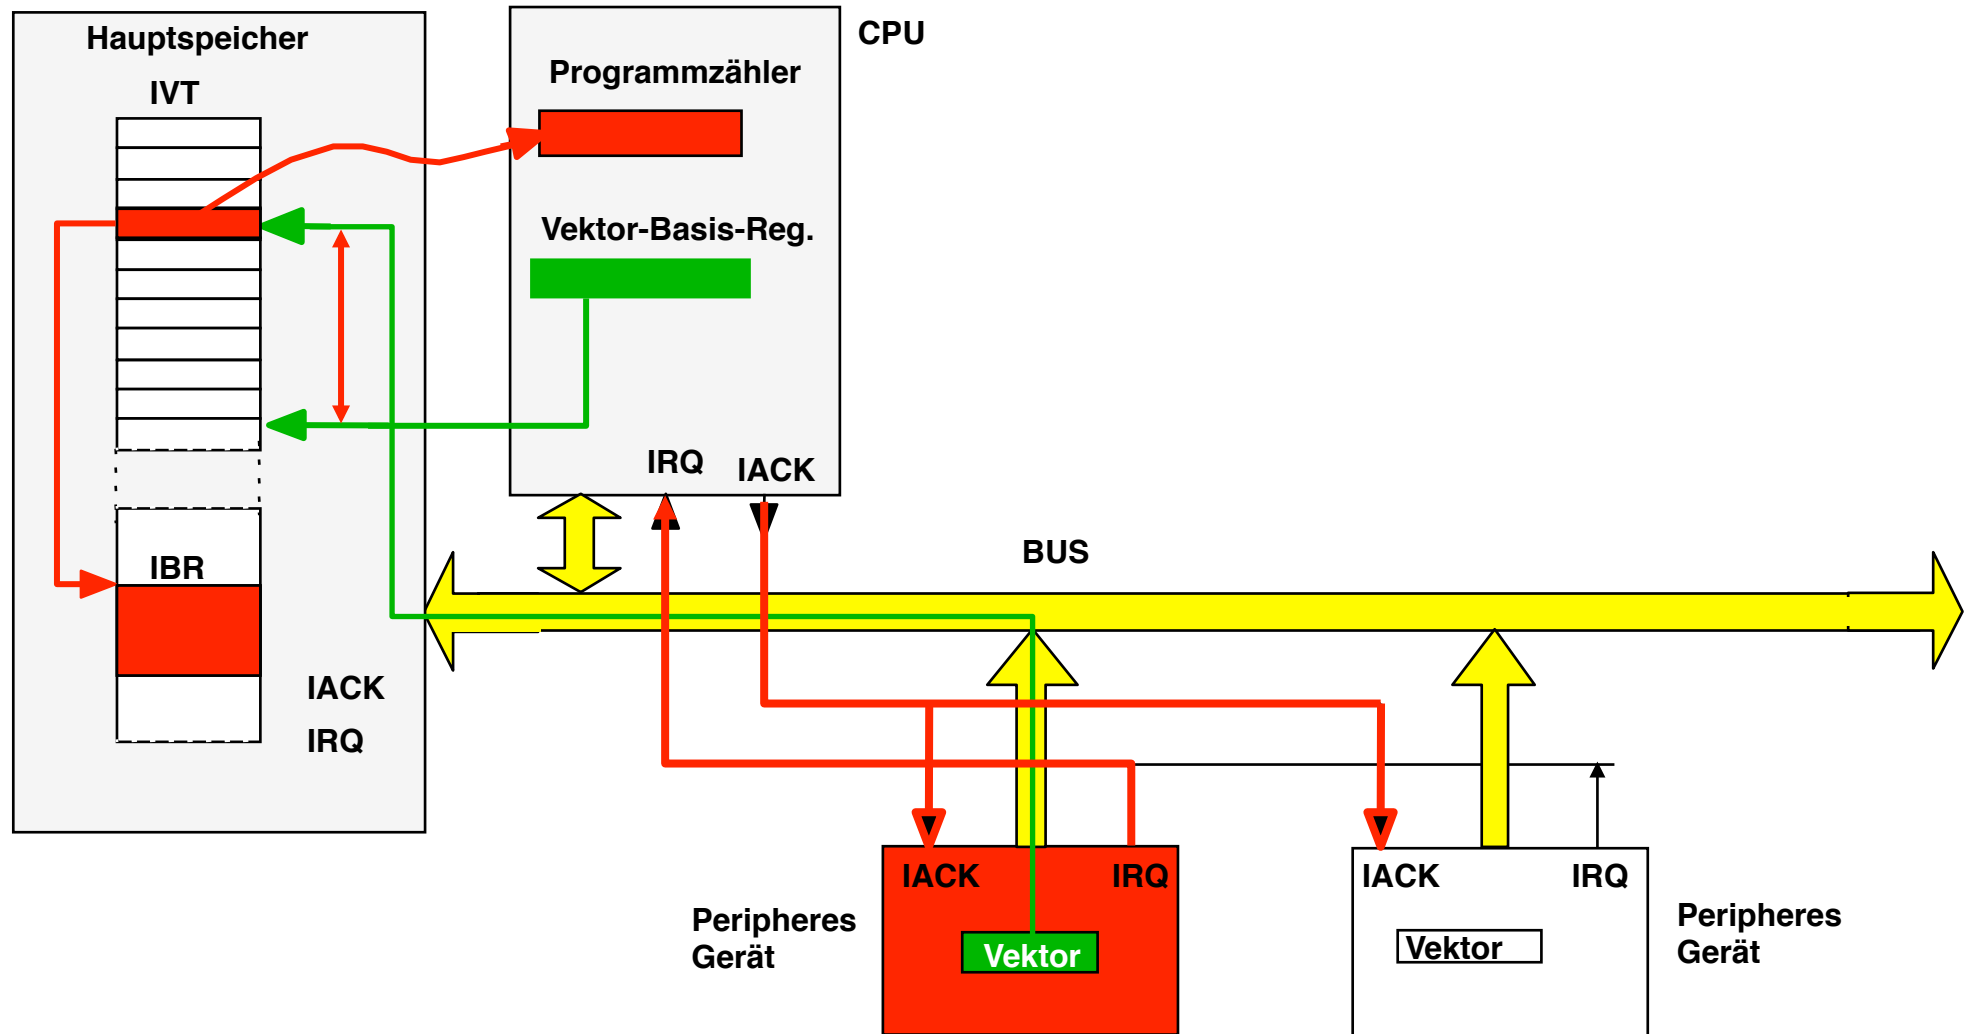 Hauptspeicher
IVT
IBR
IACK
IRQ
CPU
Programmzähler
Vektor-Basis-Reg.
IRQ
IACK
BUS
Peripheres
Gerät
IACK
IRQ
Vektor
IACK
IRQ
Vektor
Peripheres
Gerät